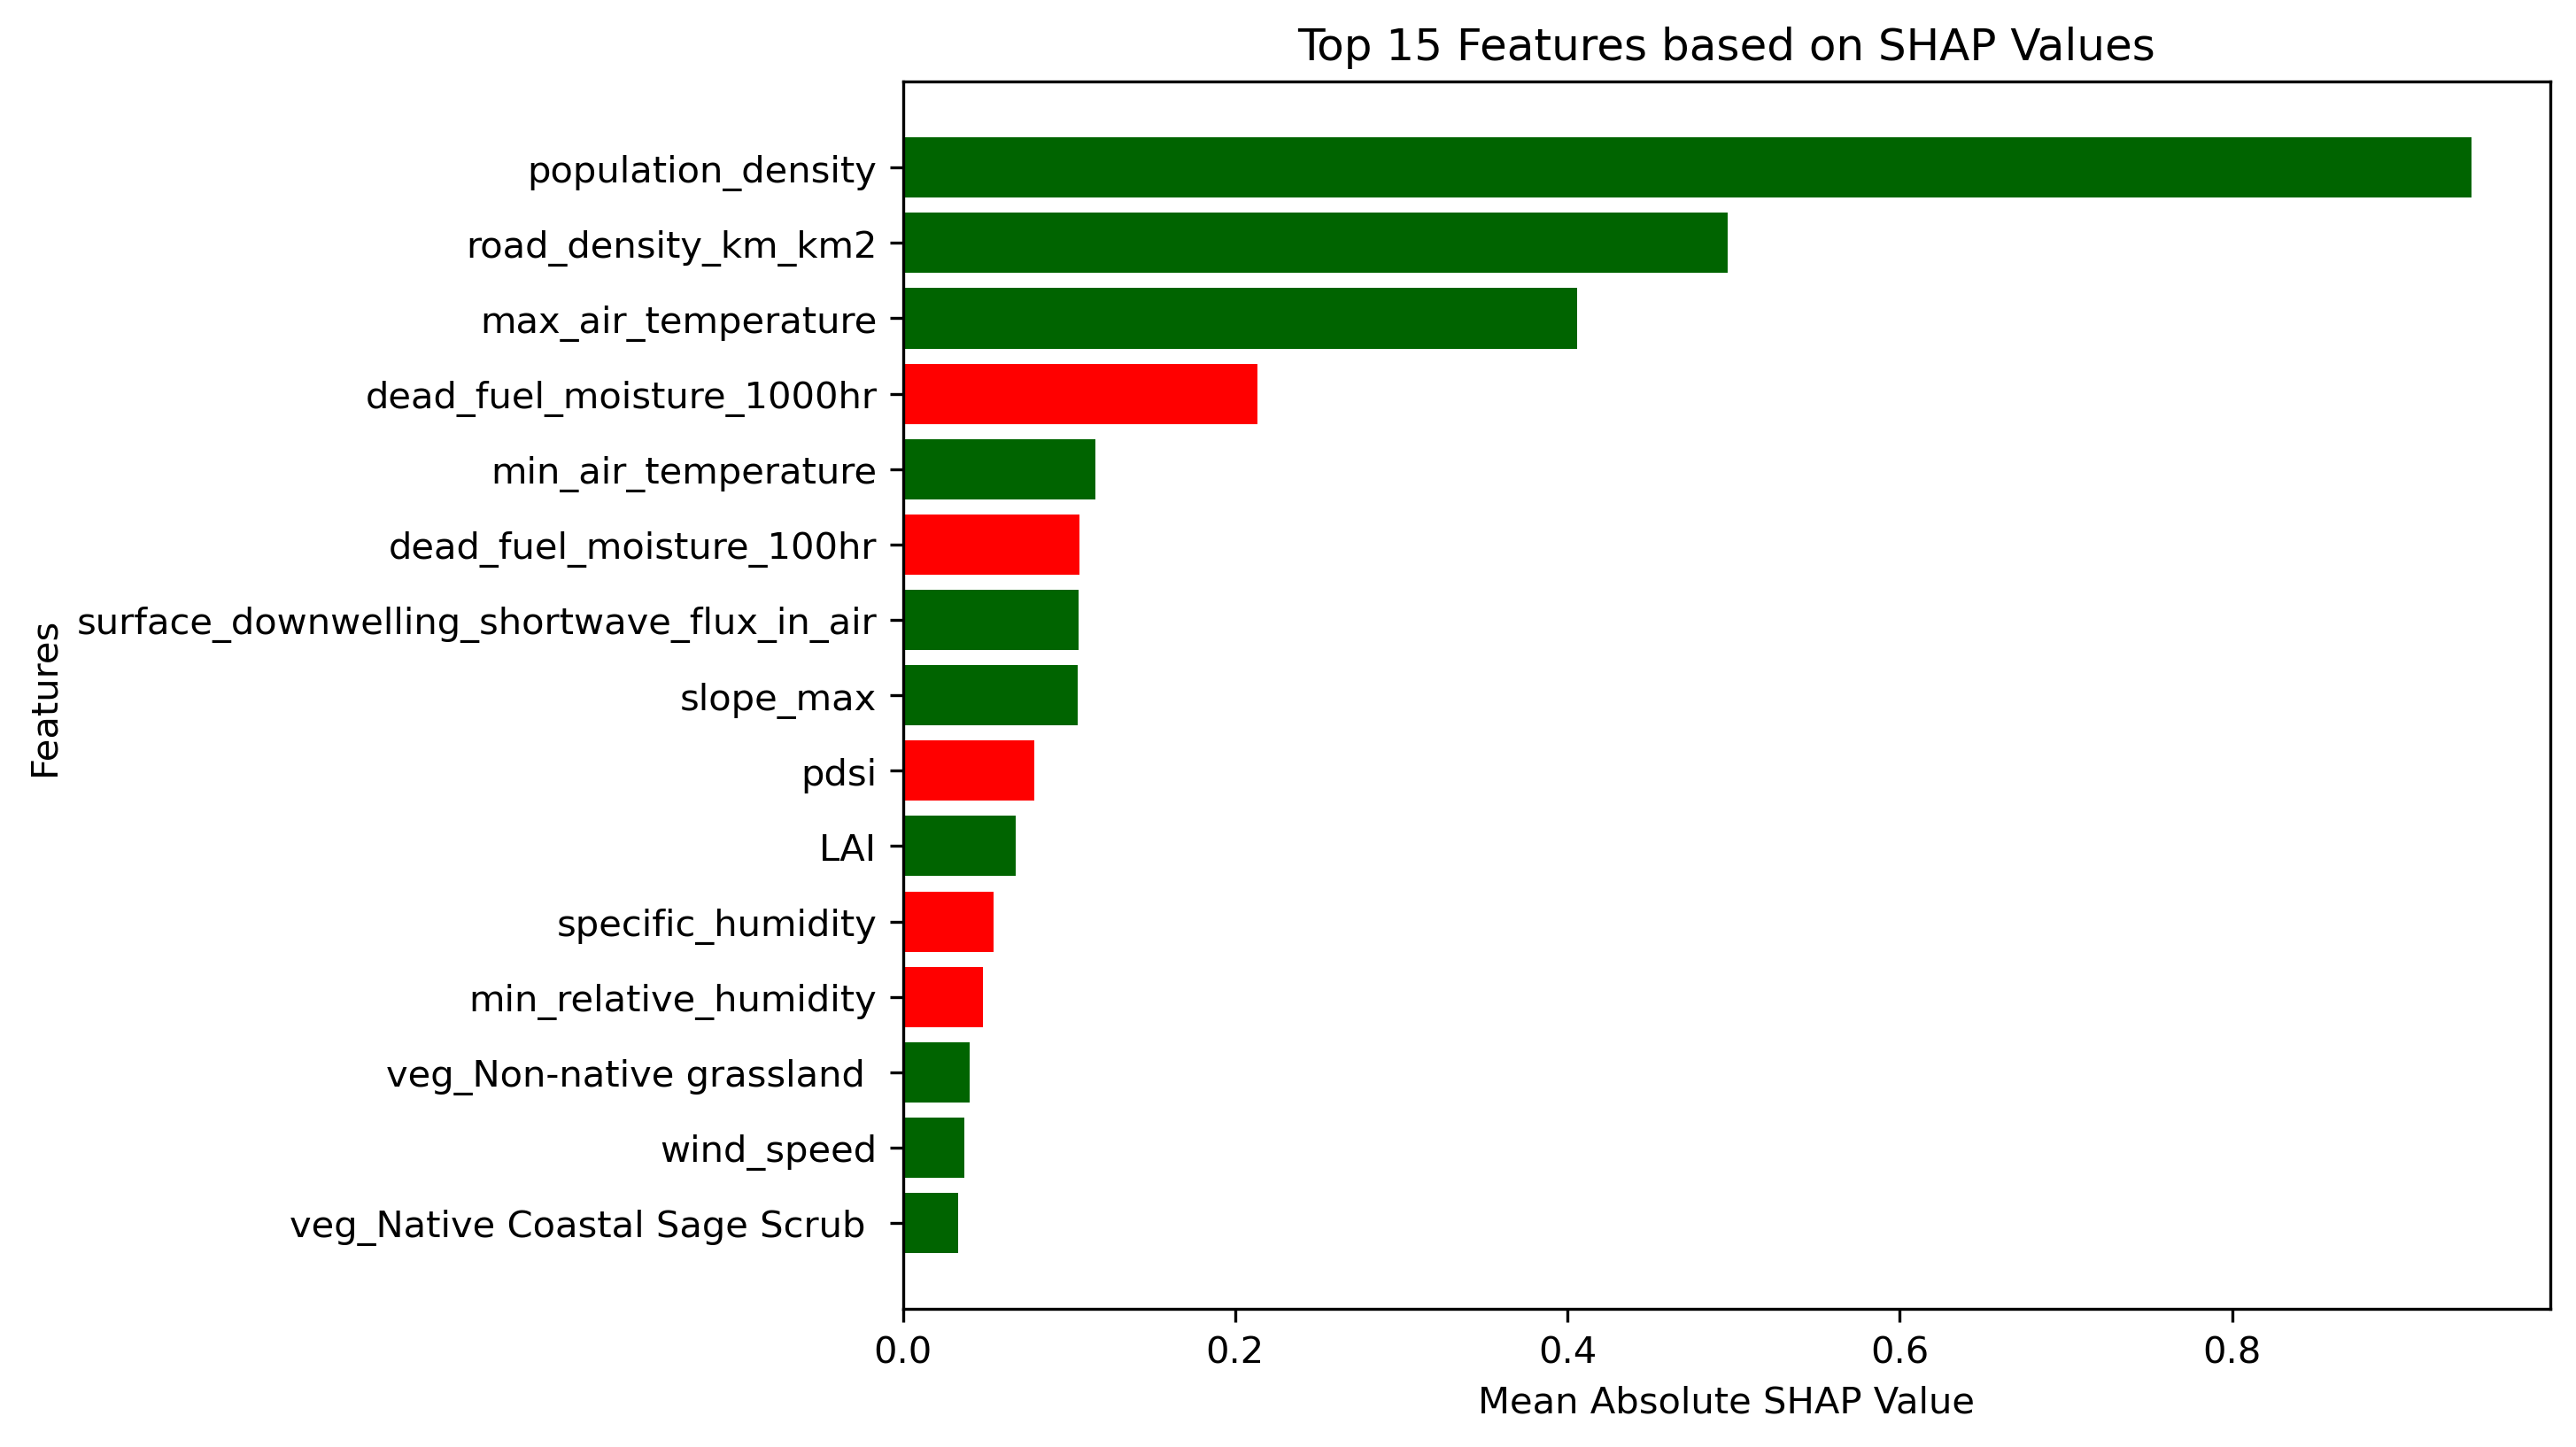 Top 15 Features based on SHAP Values
Features
population_density
road_density_km_km2
max_air_temperature
dead_fuel_moisture_1000hr
min_air_temperature
dead_fuel_moisture_100hr
surface_downwelling_shortwave_flux_in_air
slope_max
pdsi
LAI
specific_humidity
min_relative_humidity
veg_Non-native grassland
wind_speed
veg_Native Coastal Sage Scrub
0.0 0.2 0.4 0.6 0.8
Mean Absolute SHAP Value